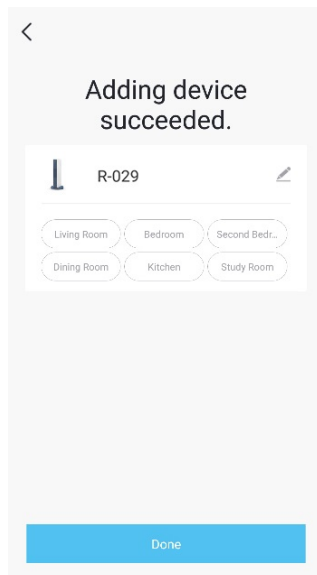 Adding device
succeeded.
R-029
Living Room Bedroom Second Bedr...
Dining Room Kitchen Study Room
Done